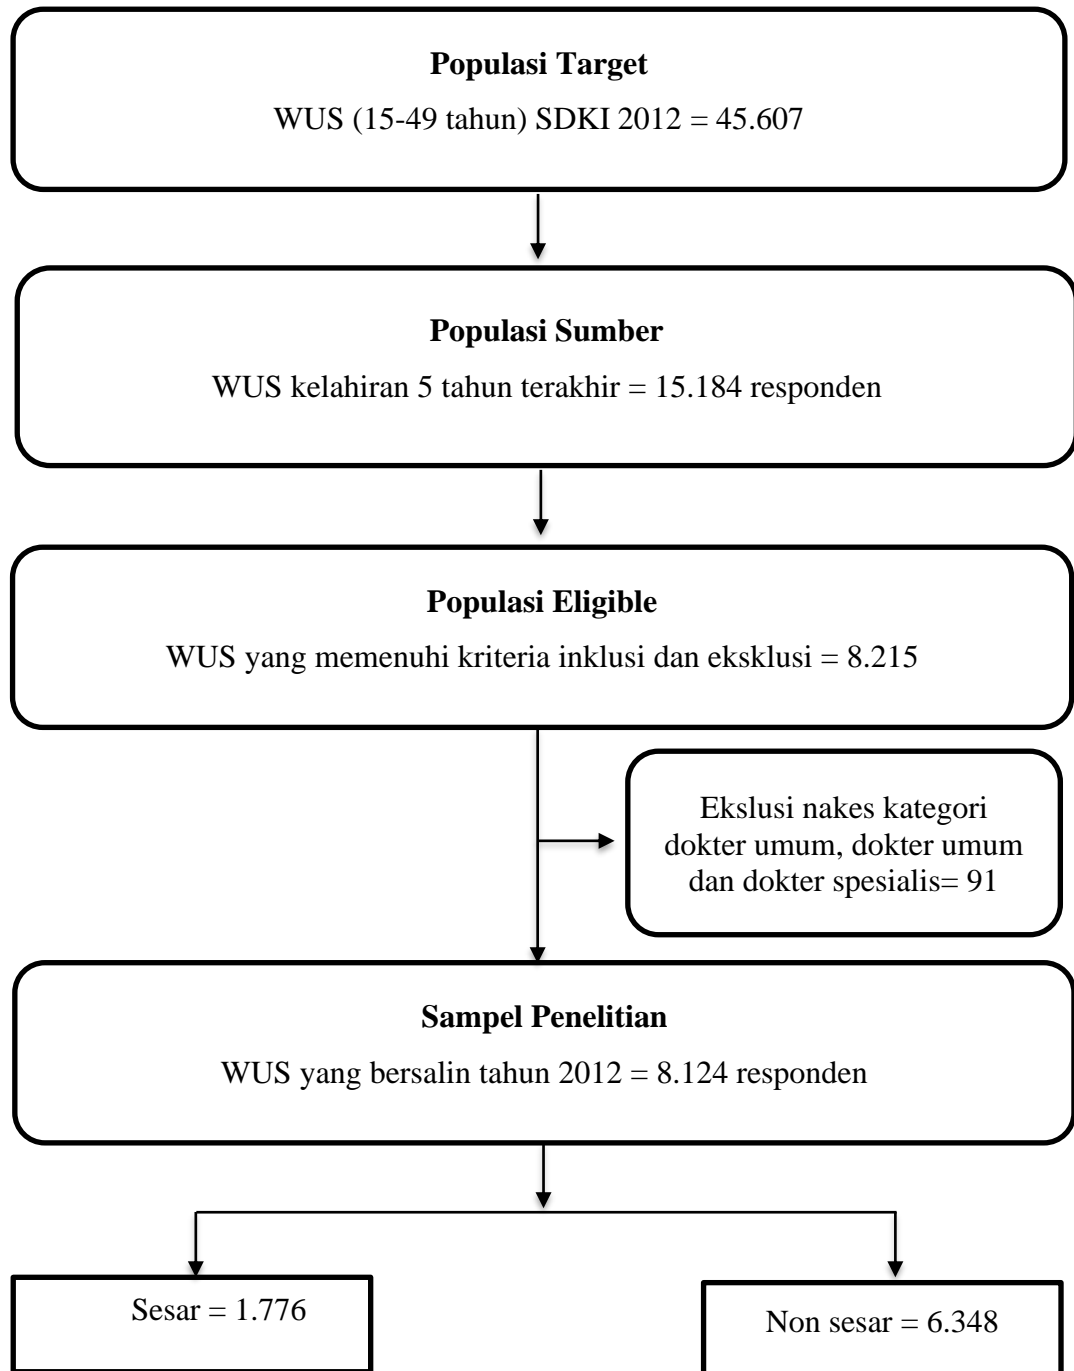 Populasi Target
WUS (15-49 tahun) SDKI 2012 = 45.607
Populasi Sumber
WUS kelahiran 5 tahun terakhir = 15.184 responden
Populasi Eligible
WUS yang memenuhi kriteria inklusi dan eksklusi = 8.215
Ekslusi nakes kategori
dokter umum, dokter umum
dan dokter spesialis= 91
Sampel Penelitian
WUS yang bersalin tahun 2012 = 8.124 responden
Sesar = 1.776
Non sesar = 6.348